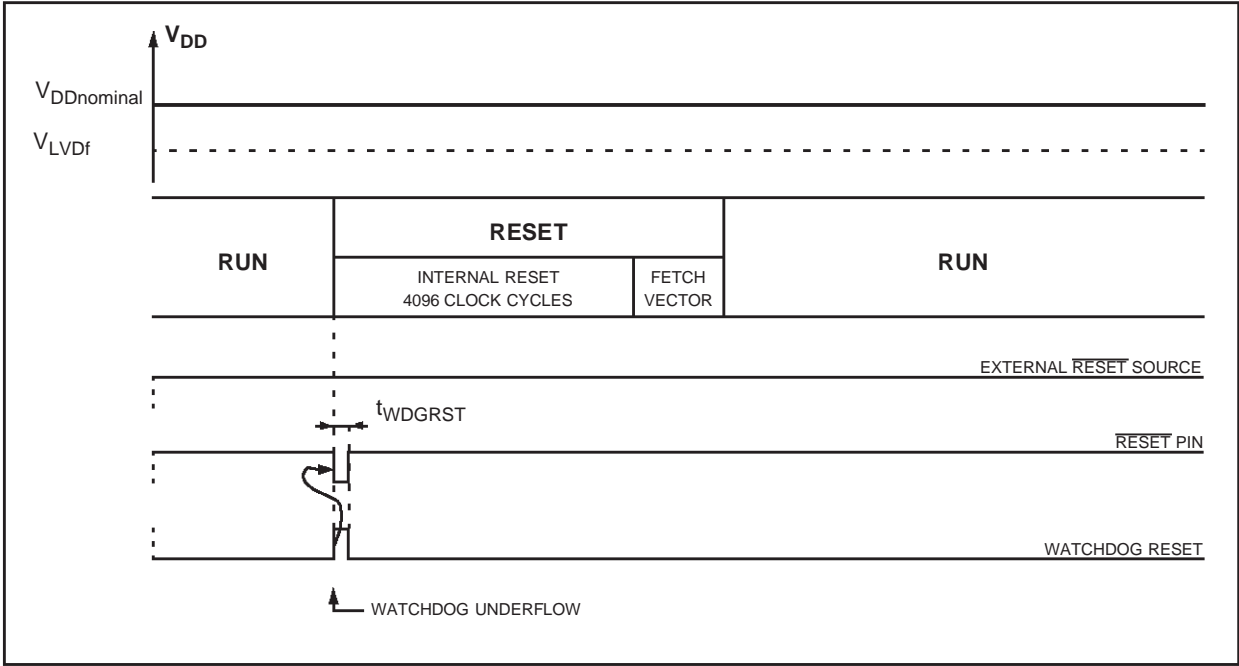 VDD
VDDnominal
VLVDf
RUN
RESET
RUN
INTERNAL RESET
4096 CLOCK CYCLES
FETCH
VECTOR
EXTERNAL RESET SOURCE
tWDGRST
RESET PIN
WATCHDOG RESET
WATCHDOG UNDERFLOW